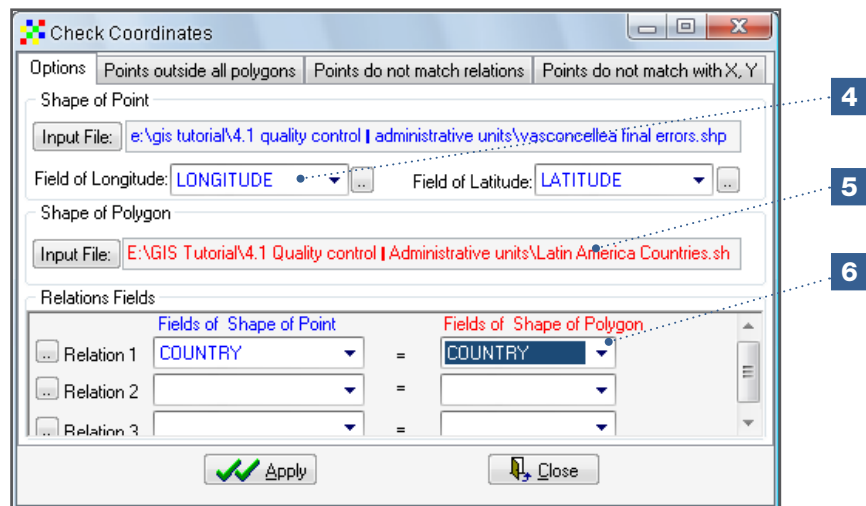 Check Coordinates
Options Points outside all polygons Points do not match relations Points do not match with X, Y
Shape of Point
4
Input File: e:\gis tutorial\4.1 quality control | administrative units\vasconcellea final errors.shp
Field of Longitude: LONGITUDE .. Field of Latitude: LATITUDE ..
5
Shape of Polygon
Input File: E:\GIS Tutorial\4.1 Quality control | Administrative units\Latin America Countries.sh
6
Relations Fields
Fields of Shape of Point Fields of Shape of Polygon
.. Relation 1 COUNTRY = COUNTRY
.. Relation 2 =
.. Relation 3 =
Apply Close